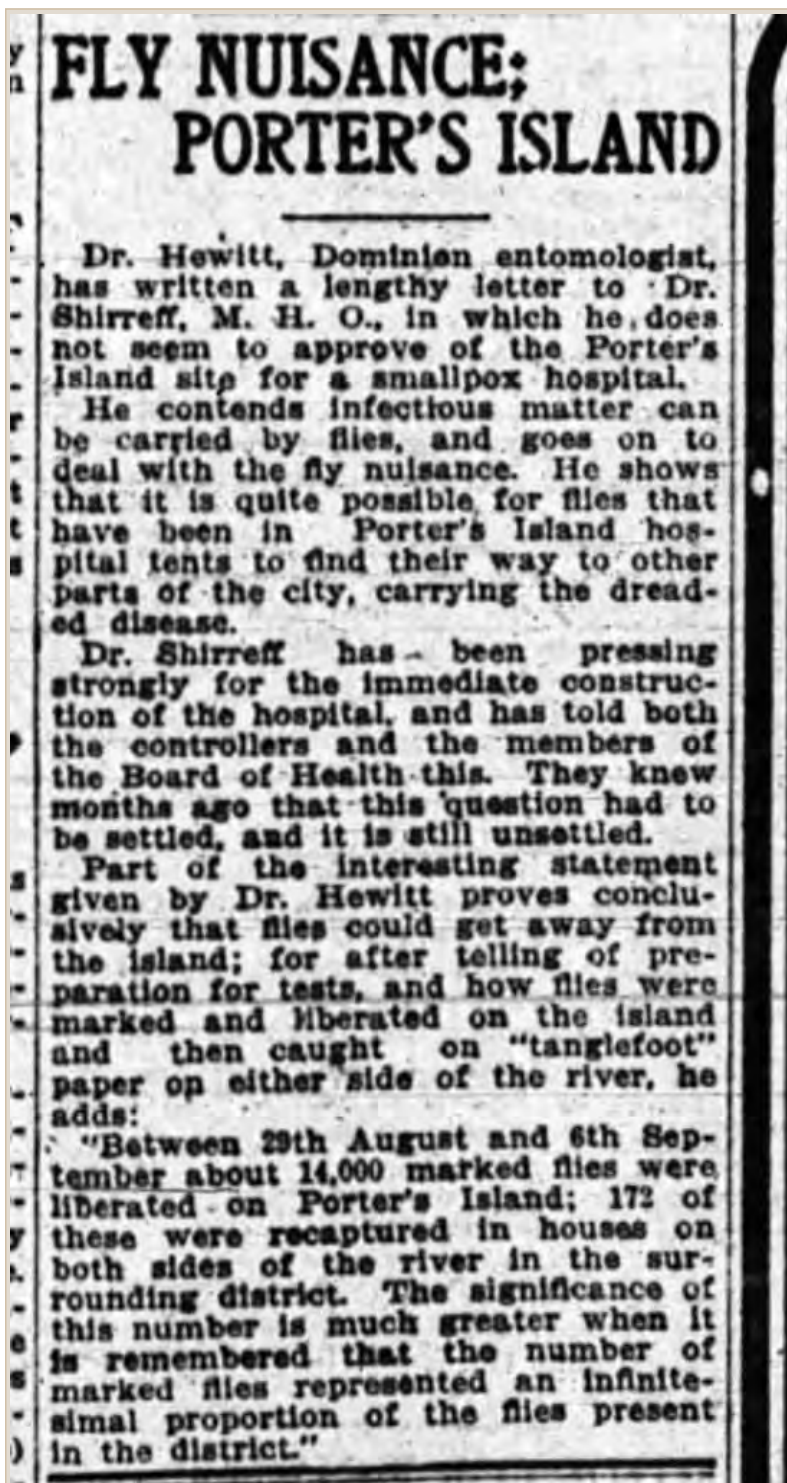 FLY NUISANCE;
PORTER'S ISLAND
Dr. Hewitt, Dominion entomologist,
has written a lengthy letter to Dr.
Shirreff, M. H. O., in which he does
not seem to approve of the Porter's
Island site for a smallpox hospital.
He contends infectious matter can
be carried by flies, and goes on to
deal with the fly nuisance. He shows
that it is quite possible for flies that
have been in Porter's Island hos-
pital tents to find their way to other
parts of the city, carrying the dread-
ed disease.
Dr. Shirreff has been pressing
strongly for the immediate construc-
tion of the hospital, and has told both
the controllers and the members of
the Board of Health this. They knew
months ago that this question had to
be settled, and it is still unsettled.
Part of the interesting statement
given by Dr. Hewitt proves conclu-
sively that flies could get away from
the island; for after telling of pre-
paration for tests, and how flies were
marked and liberated on the island
and then caught on "tanglefoot"
paper on either side of the river, he
adds:
"Between 29th August and 6th Sep-
tember about 14,000 marked flies were
liberated on Porter's Island; 172 of
these were recaptured in houses on
both sides of the river in the sur-
rounding district. The significance of
this number is much greater when it
is remembered that the number of
marked flies represented an infinite-
simal proportion of the flies present
in the district."